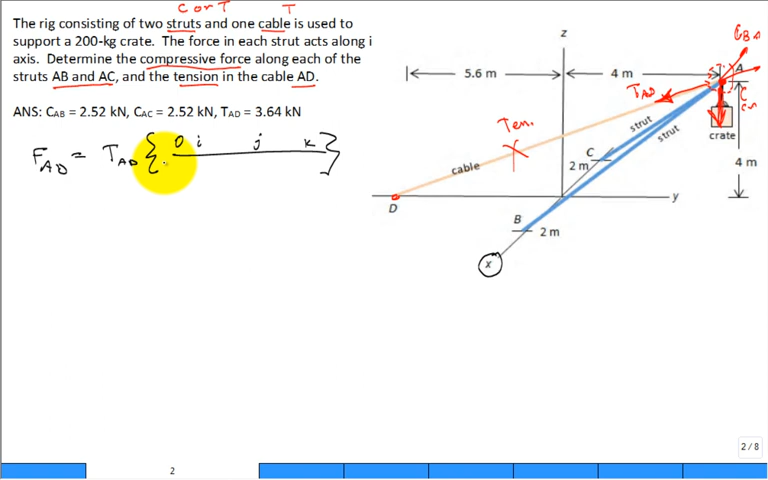 C or T T
The rig consisting of two struts and one cable is used to
support a 200-kg crate. The force in each strut acts along i
axis. Determine the compressive force along each of the
struts AB and AC, and the tension in the cable AD.
ANS: CAB = 2.52 kN, CAC = 2.52 kN, TAD = 3.64 kN
FAD = TAD { 0 i j k }
z
5.6 m
4 m
A
TAD
Ten.
crate
strut
strut
C
2 m
cable
4 m
D
y
B
2 m
x
2 / 8
2